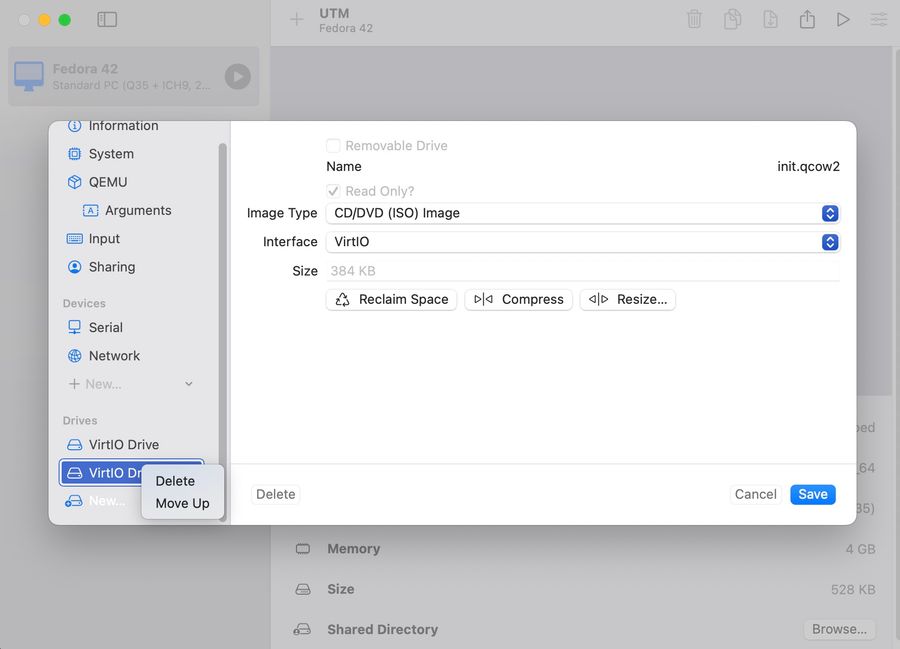 UTM
Fedora 42
Fedora 42
Standard PC (Q35 + ICH9, 2...
Information
System
QEMU
Arguments
Input
Sharing
Devices
Serial
Network
New...
Drives
VirtIO Drive
VirtIO Dr
New...
Delete
Move Up
Removable Drive
Name init.qcow2
Read Only?
Image Type CD/DVD (ISO) Image
Interface VirtIO
Size 384 KB
Reclaim Space Compress Resize...
Delete Cancel Save
Memory 4 GB
Size 528 KB
Shared Directory Browse...